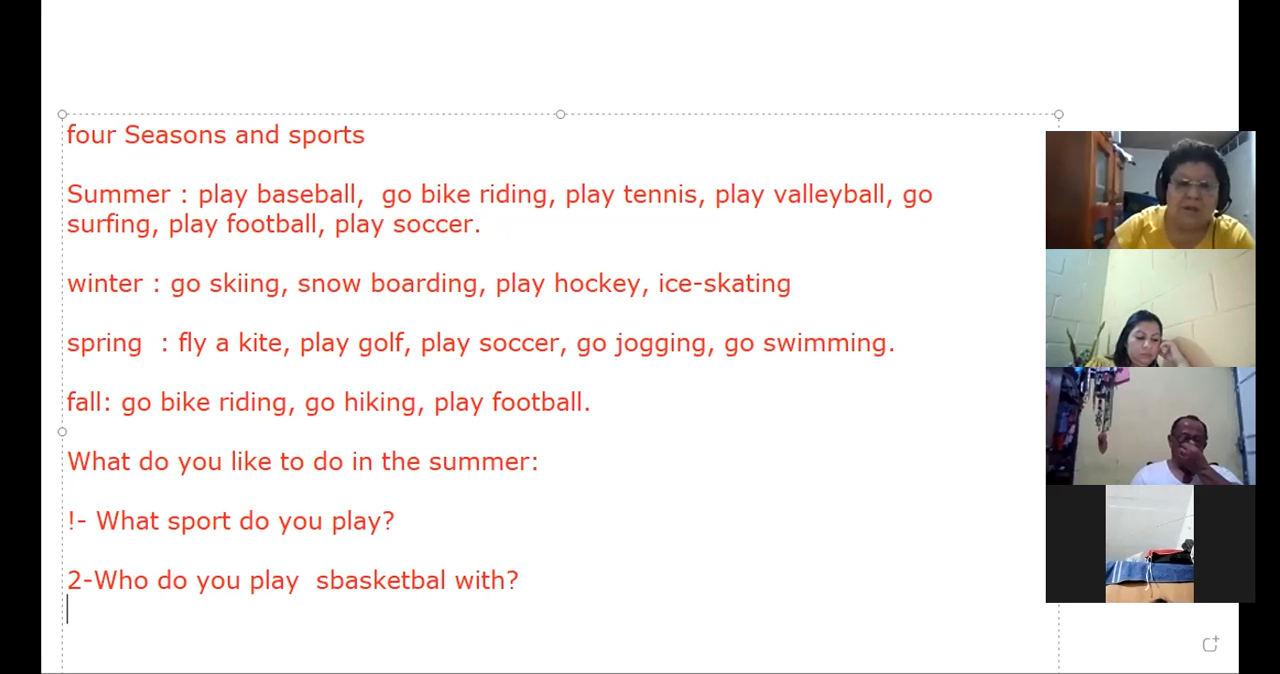 four Seasons and sports
Summer : play baseball,  go bike riding, play tennis, play valleyball, go
surfing, play football, play soccer.
winter : go skiing, snow boarding, play hockey, ice-skating
spring  : fly a kite, play golf, play soccer, go jogging, go swimming.
fall: go bike riding, go hiking, play football.
What do you like to do in the summer:
!- What sport do you play?
2-Who do you play  sbasketbal with?